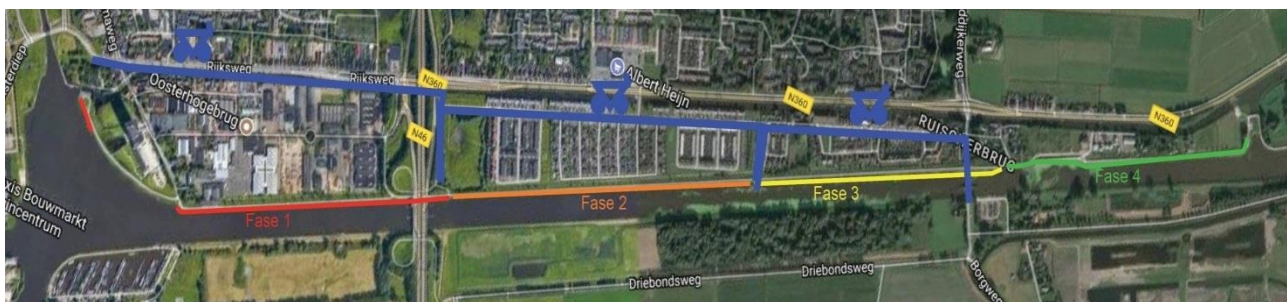 Rijksweg
Rijksweg
N360
Albert Heijn
N360
N360
Oosterhogebrug
N46
RUISCHERBRUG
Fase 1
Fase 2
Fase 3
Fase 4
Driebondsweg
Driebondsweg
Borgweg